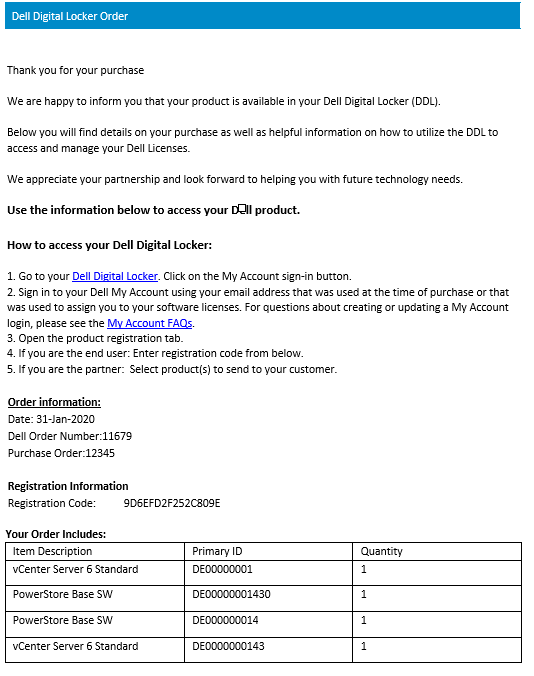 Dell Digital Locker Order
Thank you for your purchase
We are happy to inform you that your product is available in your Dell Digital Locker (DDL).
Below you will find details on your purchase as well as helpful information on how to utilize the DDL to
access and manage your Dell Licenses.
We appreciate your partnership and look forward to helping you with future technology needs.
Use the information below to access your Dell product.
How to access your Dell Digital Locker:
1. Go to your Dell Digital Locker. Click on the My Account sign-in button.
2. Sign in to your Dell My Account using your email address that was used at the time of purchase or that
was used to assign you to your software licenses. For questions about creating or updating a My Account
login, please see the My Account FAQs.
3. Open the product registration tab.
4. If you are the end user: Enter registration code from below.
5. If you are the partner:  Select product(s) to send to your customer.
Order information:
Date: 31-Jan-2020
Dell Order Number:11679
Purchase Order:12345
Registration Information
Registration Code: 9D6EFD2F252C809E
Your Order Includes:
Item Description Primary ID Quantity
vCenter Server 6 Standard DE00000001 1
PowerStore Base SW DE00000001430 1
PowerStore Base SW DE000000014 1
vCenter Server 6 Standard DE0000000143 1